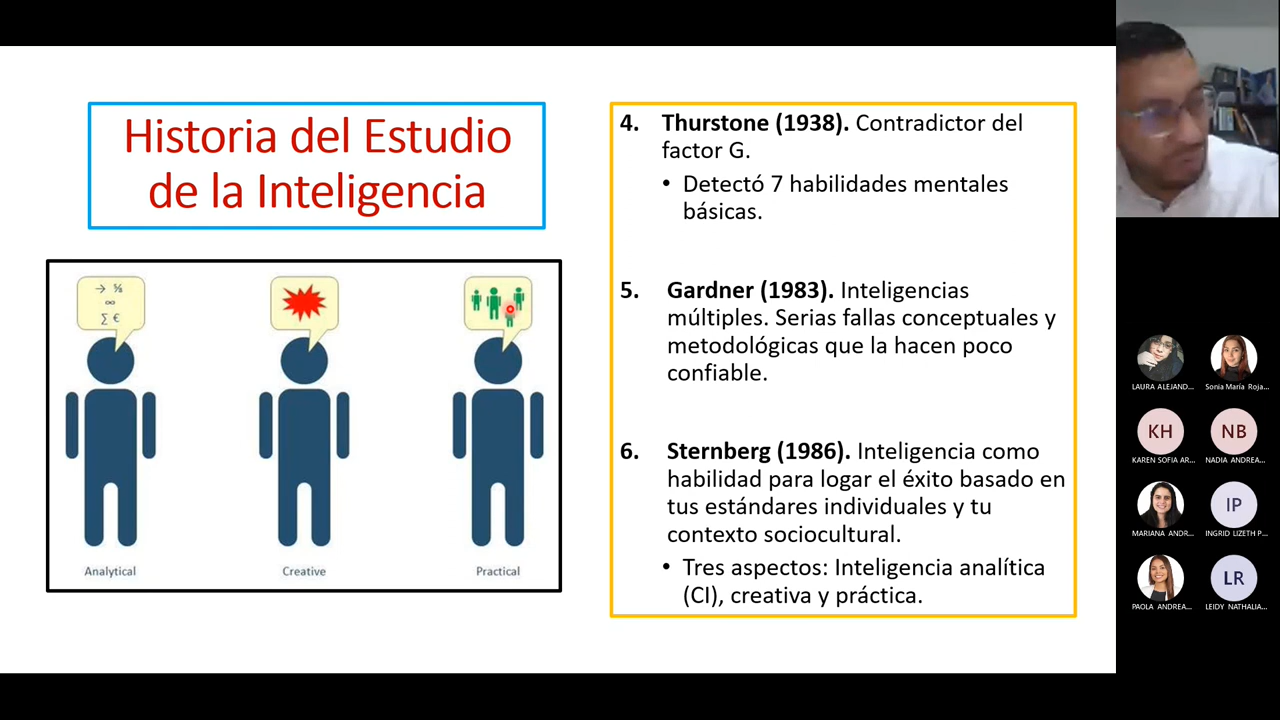 Historia del Estudio
de la Inteligencia
→ ⅝
∞
∑ €
Analytical
Creative
Practical
4. Thurstone (1938). Contradictor del
factor G.
• Detectó 7 habilidades mentales
básicas.
5. Gardner (1983). Inteligencias
múltiples. Serias fallas conceptuales y
metodológicas que la hacen poco
confiable.
6. Sternberg (1986). Inteligencia como
habilidad para logar el éxito basado en
tus estándares individuales y tu
contexto sociocultural.
• Tres aspectos: Inteligencia analítica
(CI), creativa y práctica.
LAURA ALEJAND...
Sonia María Roja...
KH
NB
KAREN SOFIA AR...
NADIA ANDREA...
IP
MARIANA ANDR...
INGRID LIZETH P...
LR
PAOLA ANDREA...
LEIDY NATHALIA...